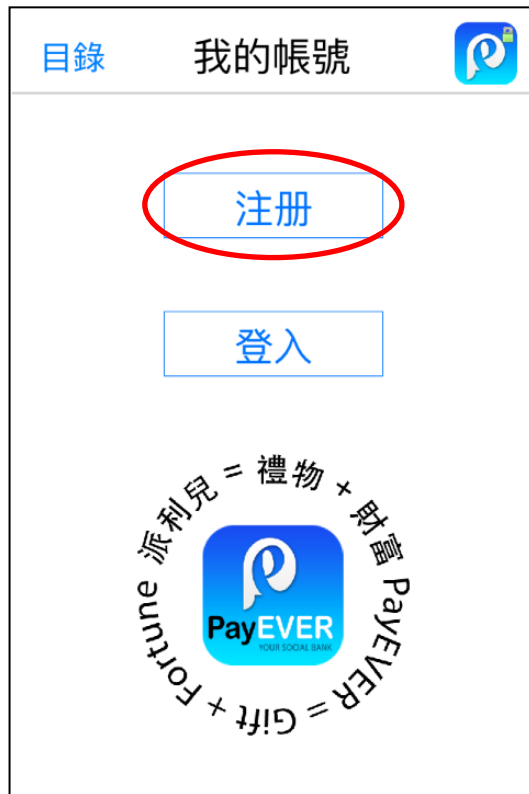 目錄 我的帳號
注册
登入
派利兒 = 禮物 + 財富 PayEVER = Gift + Fortune
PayEVER
YOUR SOCIAL BANK